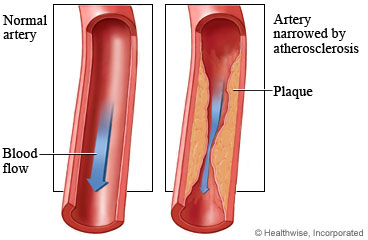 Normal
artery
Blood
flow
Artery
narrowed by
atherosclerosis
Plaque
© Healthwise, Incorporated